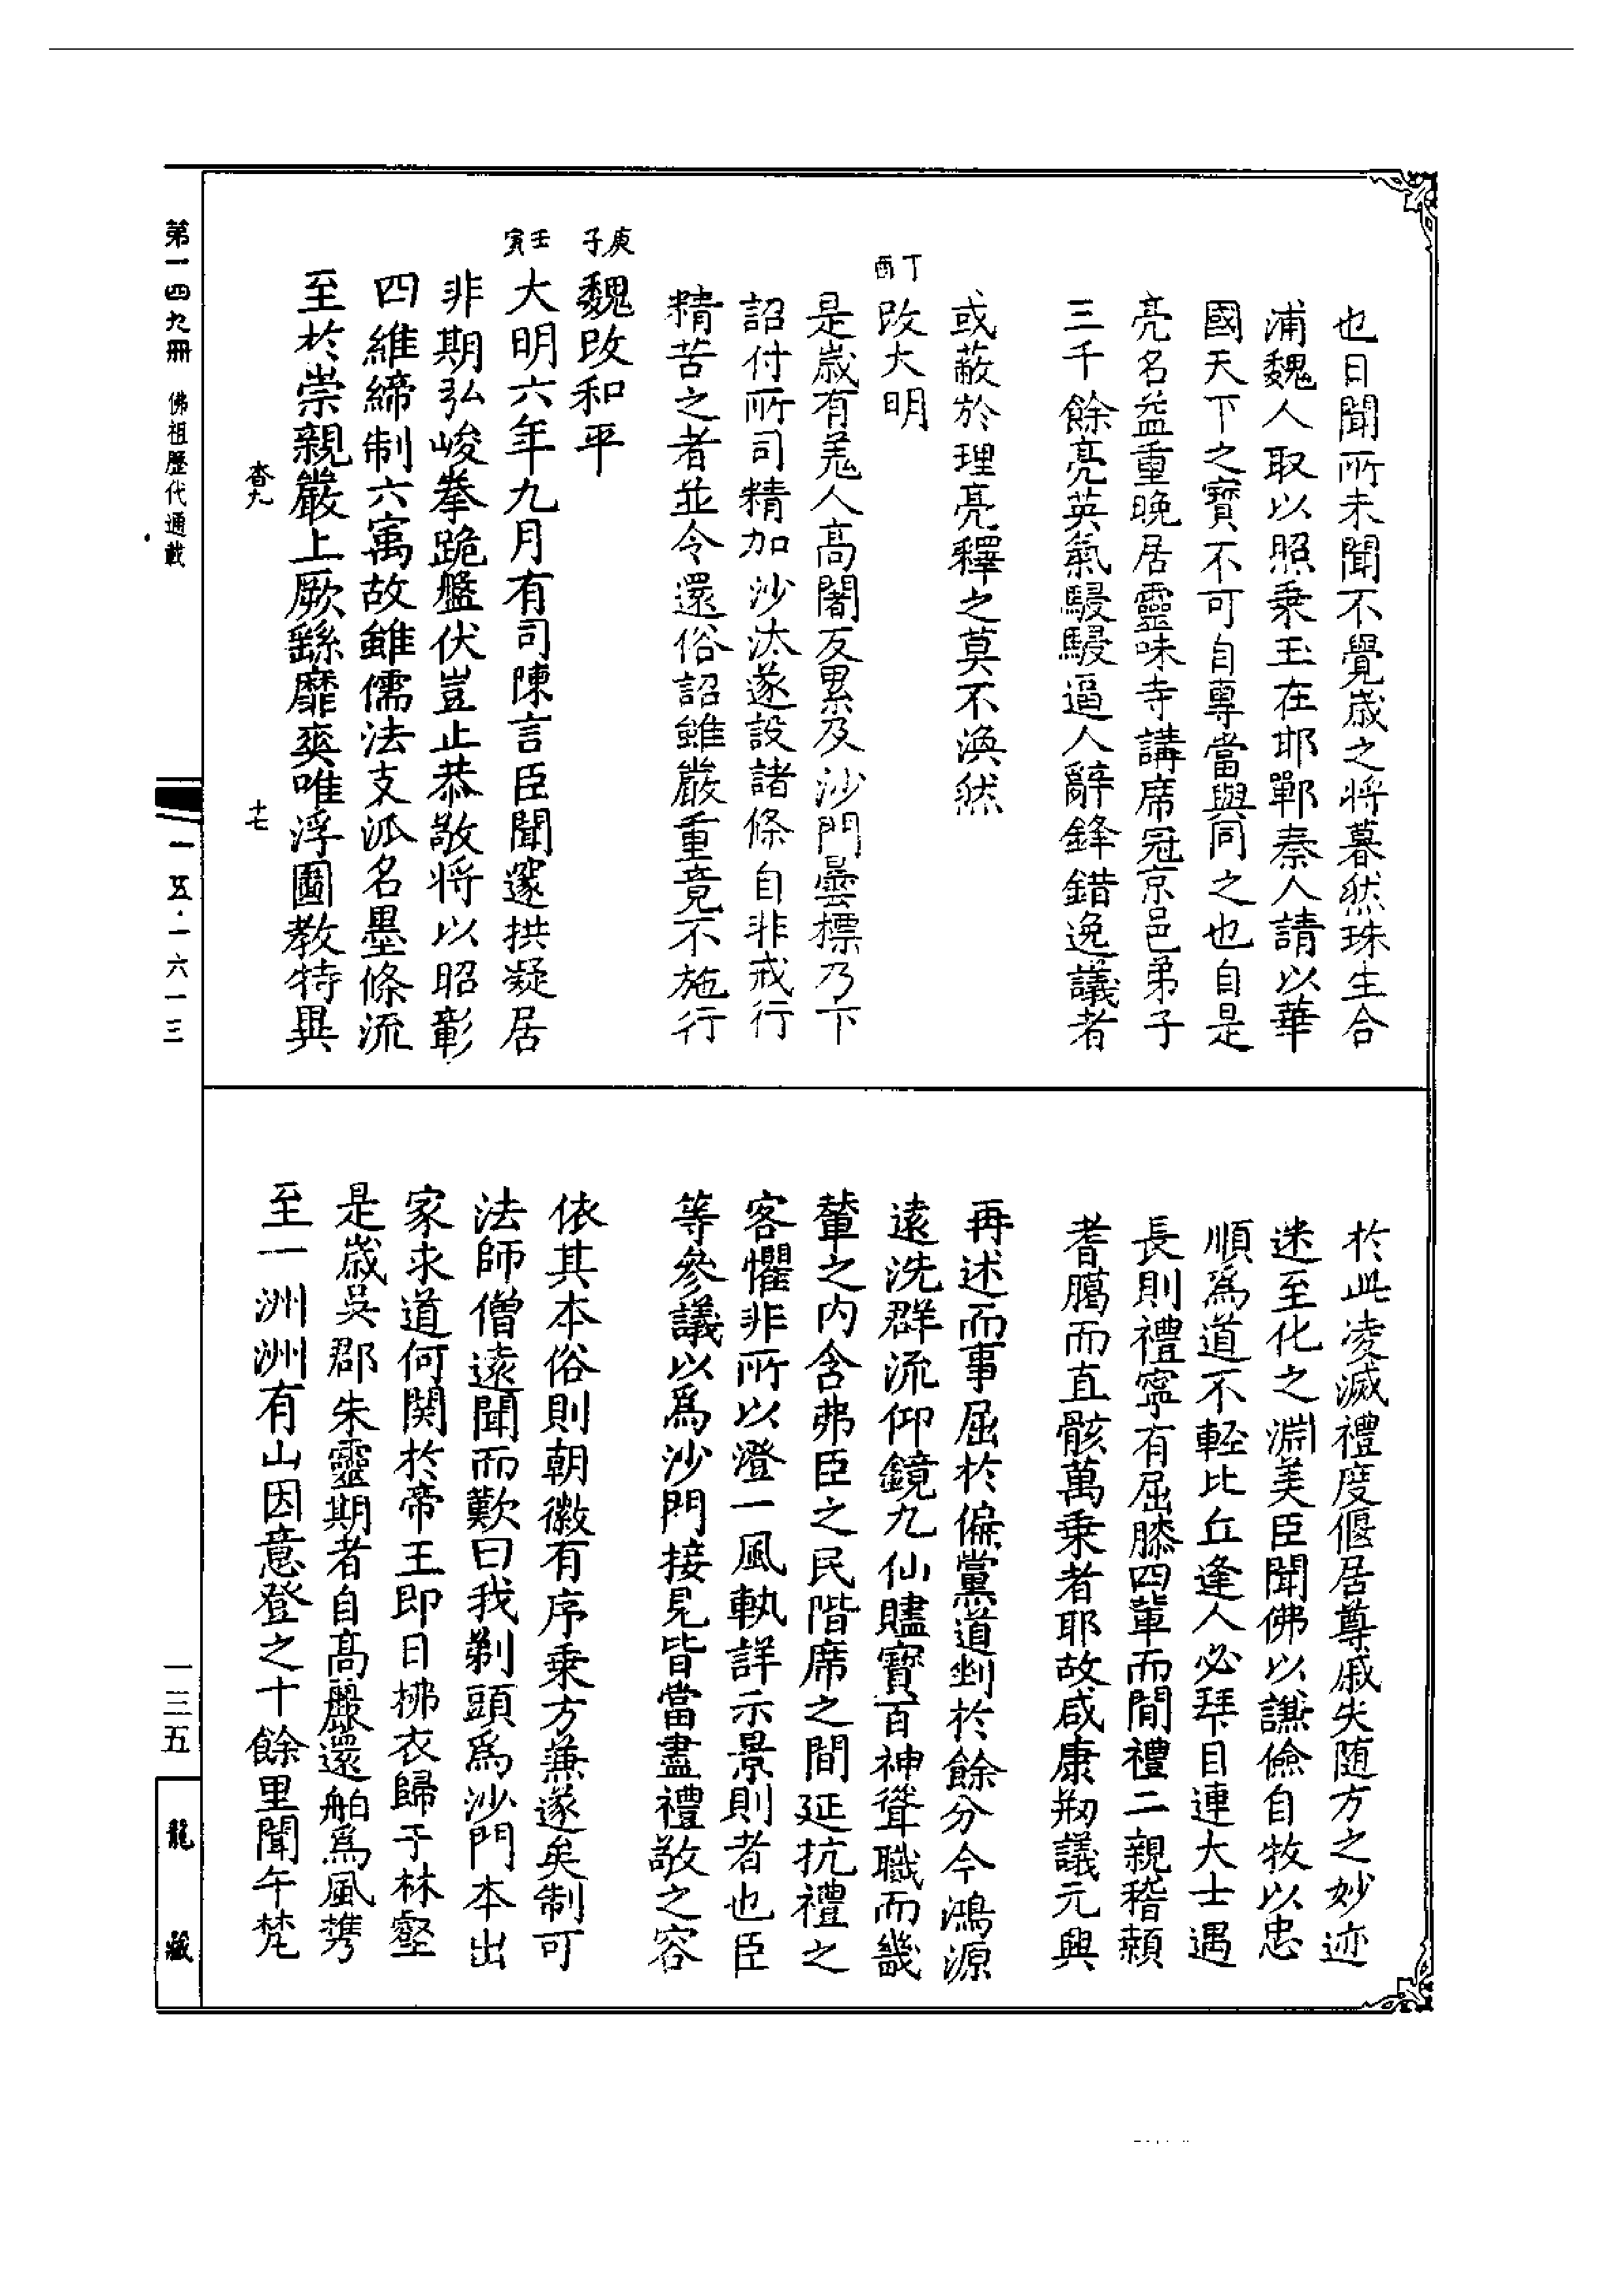 也日聞所未聞不覺歲之將暮然珠生合
浦魏人取以照乘玉在邯鄲秦人請以華
國天下之寶不可自專當與同之也自是
亮名益重晚居靈味寺講席冠京邑弟子
三千餘亮英氣駸駸逼人辭鋒錯逸議者
或蔽於理亮釋之莫不渙然
丁酉
改大明
是歲有羌人高闍反累及沙門曇標乃下
詔付所司精加沙汰遂設諸條自非戒行
精苦之者並令還俗詔雖嚴重竟不施行
庚子
魏改和平
壬寅
大明六年九月有司陳言臣聞邃拱凝居
非期弘峻拳跪盤伏豈止恭敬將以昭彰
四維締制六寓故雖儒法支派名墨條流
至於崇親嚴上厥繇靡爽唯浮圖教特異
於此凌滅禮度偃居尊戚失随方之妙迹
迷至化之淵美臣聞佛以謙儉自牧以忠
順爲道不輕比丘逢人必拜目連大士遇
長則禮寧有屈膝四輩而間禮二親稽顙
耆臈而直骸萬乘者耶故咸康剏議元興
再述而事屈於偏黨道剉於餘分今鴻源
遠洗群流仰鏡九仙贐寶百神聳職而畿
輦之内含弗臣之民階席之間延抗禮之
客懼非所以澄一風軌詳示景則者也臣
等參議以爲沙門接見皆當盡禮敬之容
依其本俗則朝徽有序乘方兼遂矣制可
法師僧遠聞而歎曰我剃頭爲沙門本出
家求道何関於帝王即日拂衣歸于林壑
是歲吳郡朱靈期者自高麗還舶爲風携
至一洲洲有山因意登之十餘里聞午梵
第一四九冊 佛祖歷代通載
十七
一五·一六一三
一三五
龍藏